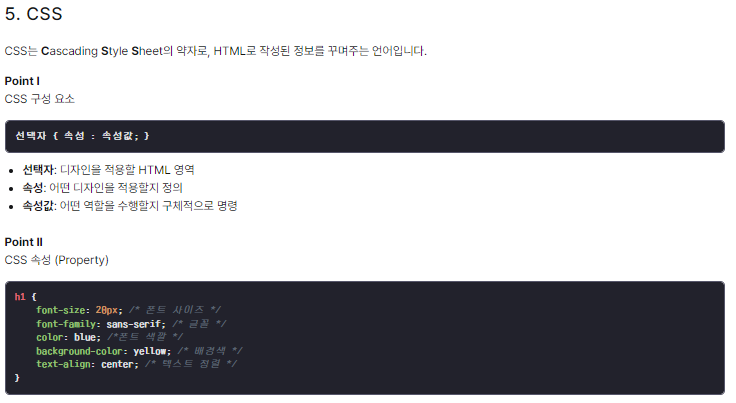 5. CSS
CSS는 Cascading Style Sheet의 약자로, HTML로 작성된 정보를 꾸며주는 언어입니다.
Point I
CSS 구성 요소
선택자 { 속성 : 속성값; }
선택자: 디자인을 적용할 HTML 영역
속성: 어떤 디자인을 적용할지 정의
속성값: 어떤 역할을 수행할지 구체적으로 명령
Point II
CSS 속성 (Property)
h1 {
font-size: 20px; /* 폰트 사이즈 */
font-family: sans-serif; /* 글꼴 */
color: blue; /*폰트 색깔 */
background-color: yellow; /* 배경색 */
text-align: center; /* 텍스트 정렬 */
}